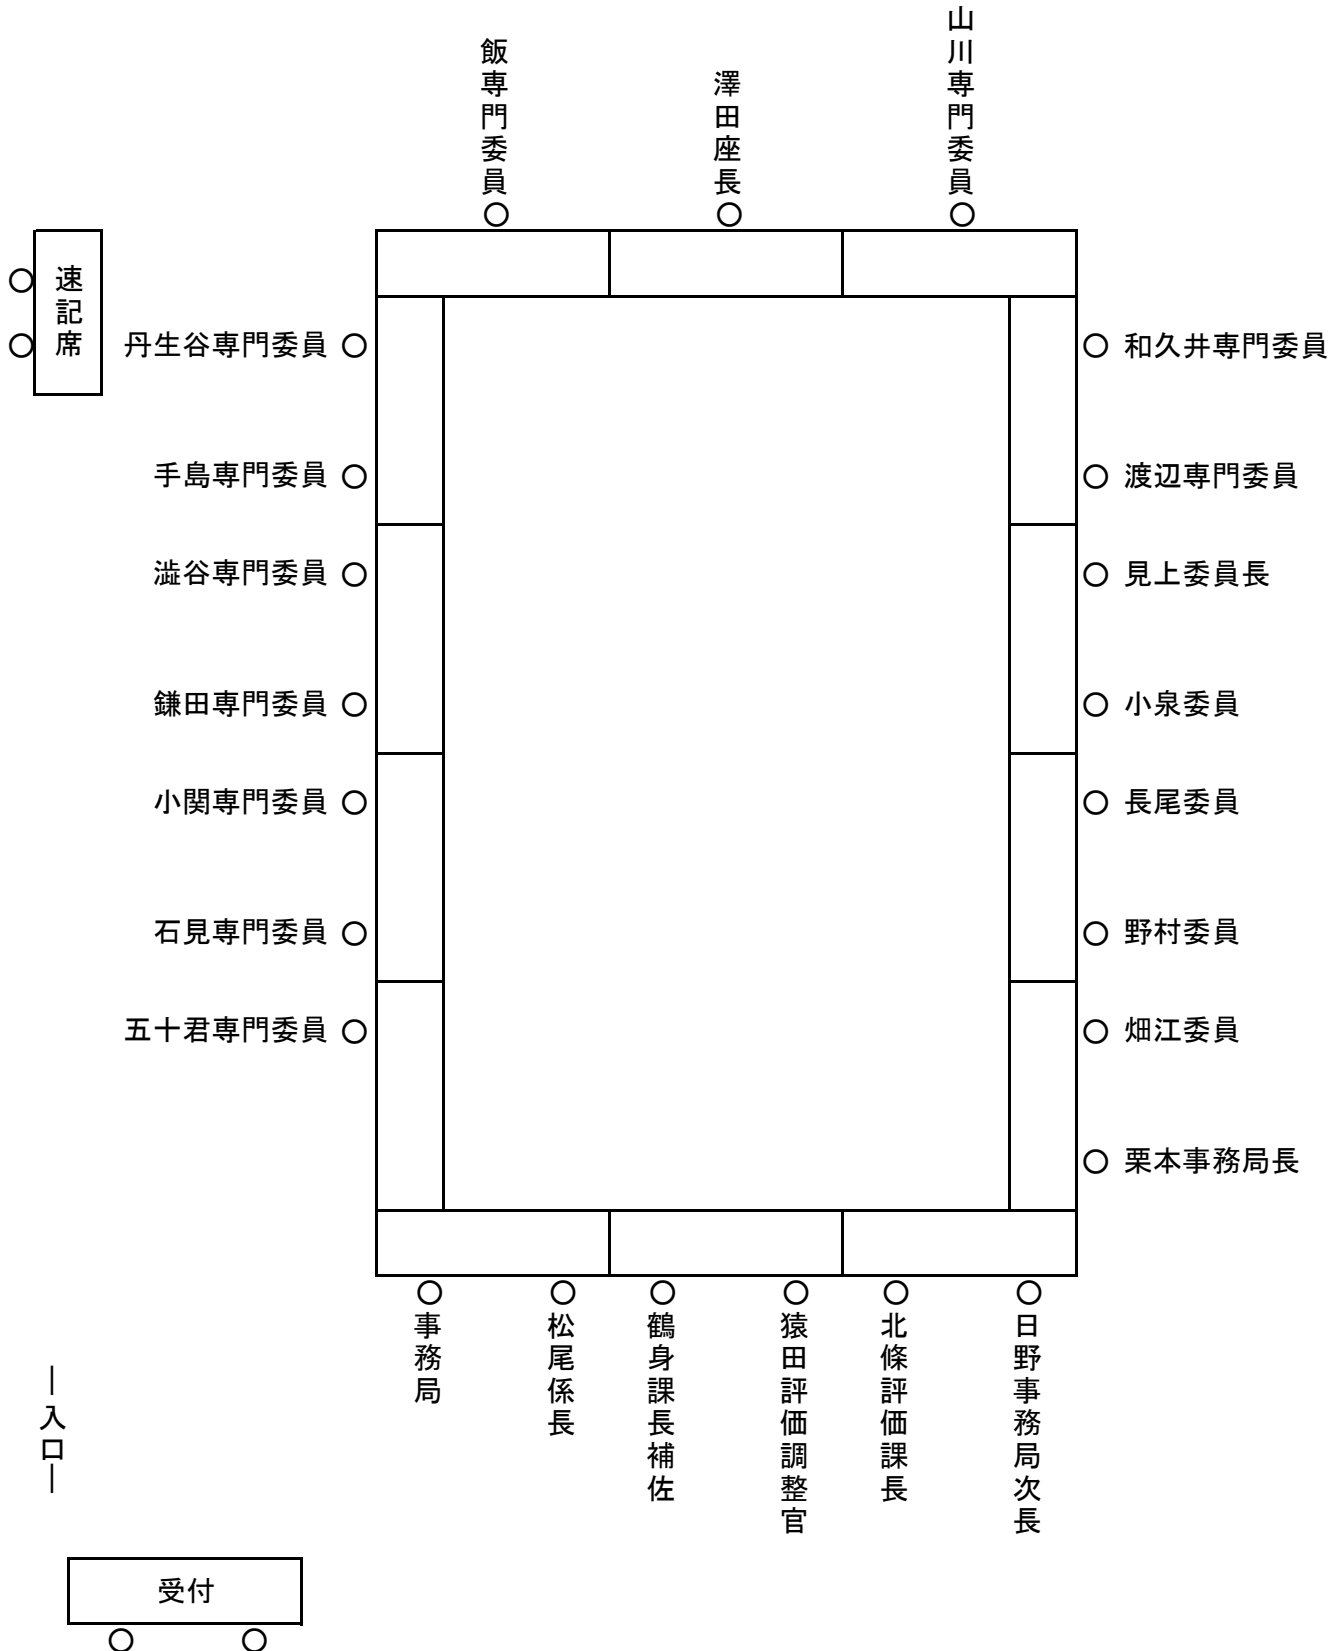 飯専門委員
澤田座長
山川専門委員
速記席
丹生谷専門委員
和久井専門委員
手島専門委員
渡辺専門委員
澁谷専門委員
見上委員長
鎌田専門委員
小泉委員
小関専門委員
長尾委員
石見専門委員
野村委員
五十君専門委員
畑江委員
栗本事務局長
事務局
松尾係長
鶴身課長補佐
猿田評価調整官
北條評価課長
日野事務局次長
―入口―
受付